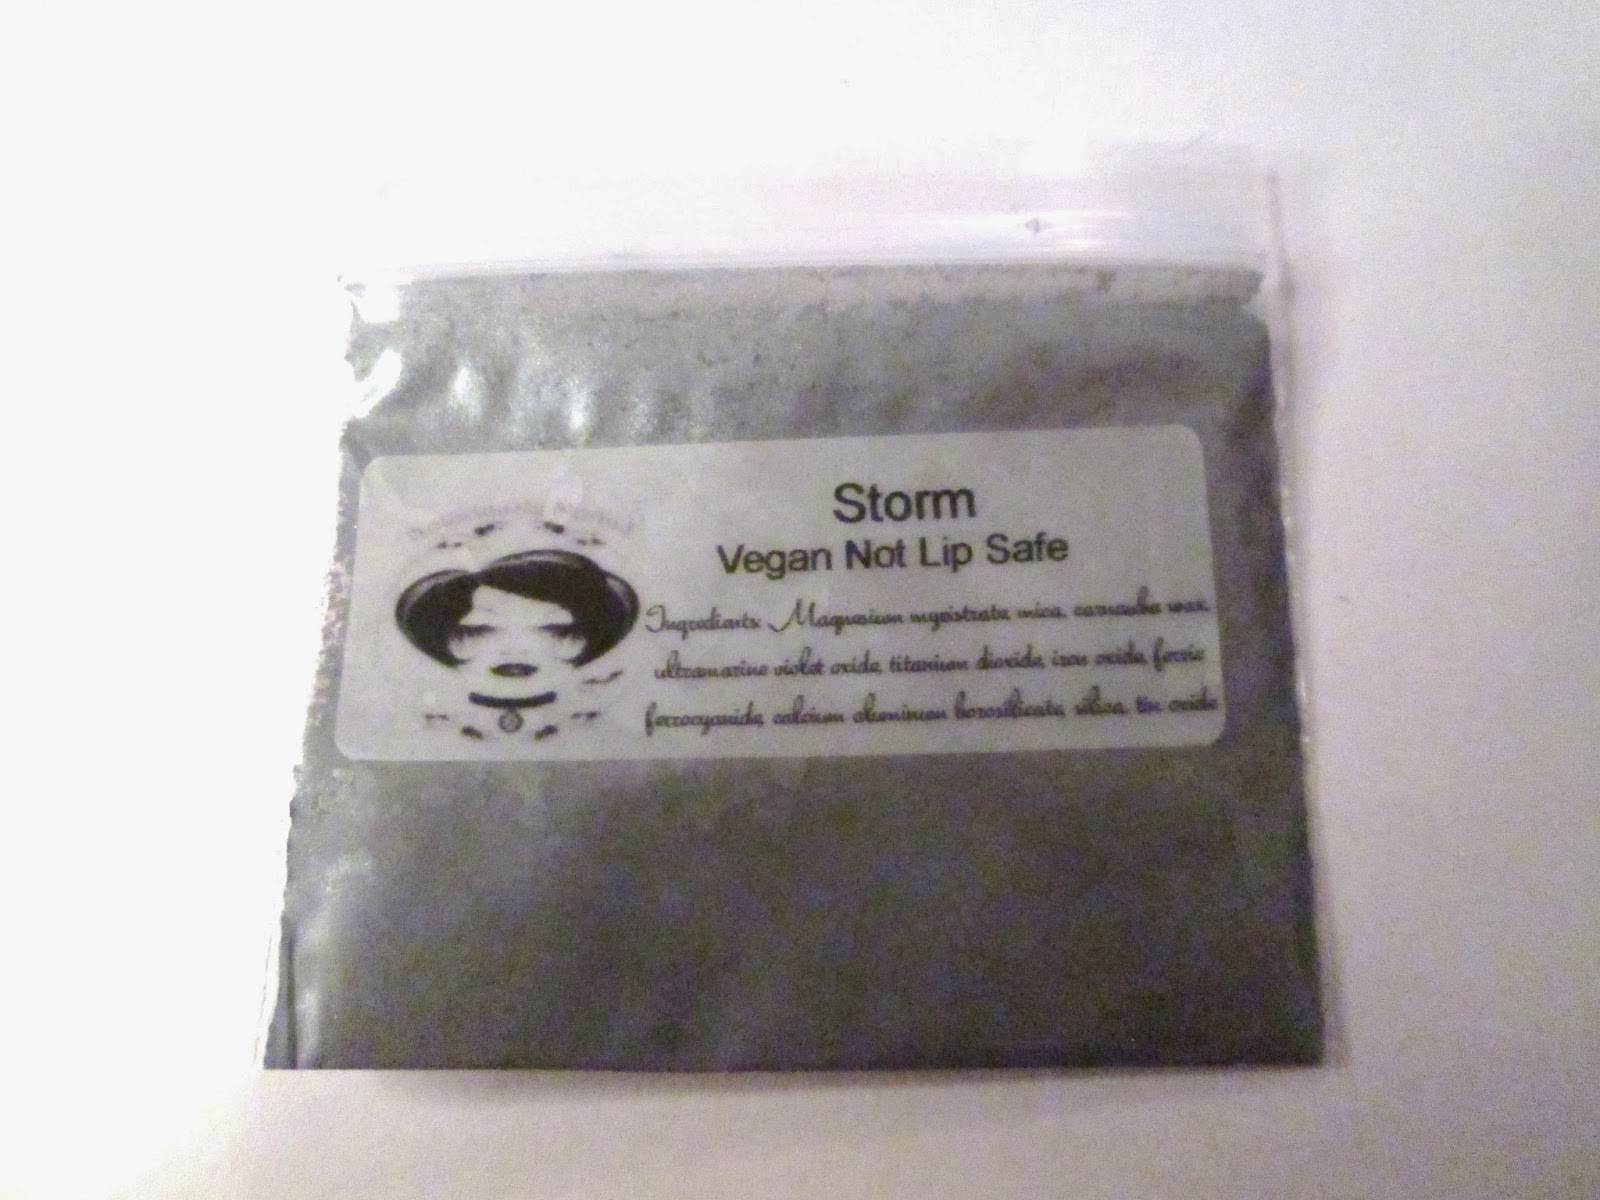 Storm
Vegan Not Lip Safe
Ingredients: Magnesium myristrate, mica, carnauba wax,
ultramarine violet oxide, titanium dioxide, iron oxide, ferric
ferrocyanide, calcium aluminum borosilicate, silica, tin oxide